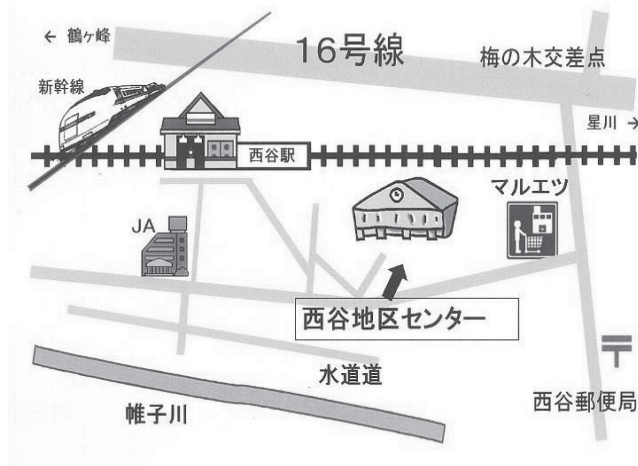 ← 鶴ヶ峰
16号線
梅の木交差点
新幹線
星川 →
西谷駅
マルエツ
JA
西谷地区センター
水道道
〒
西谷郵便局
帷子川